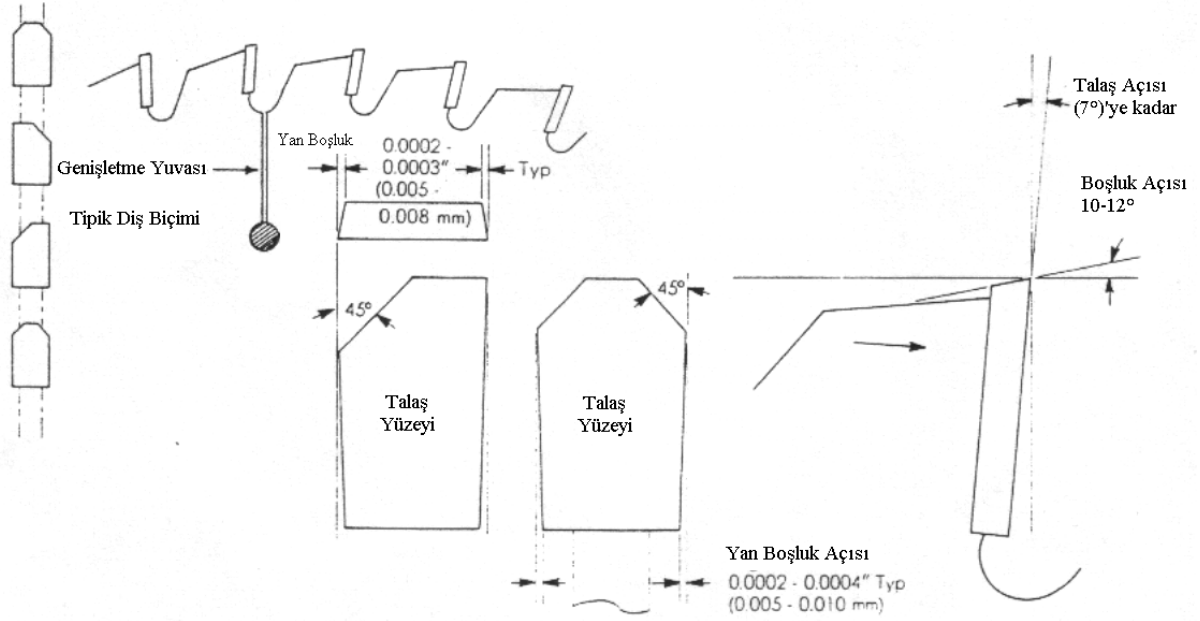 Genişletme Yuvası
Tipik Diş Biçimi
Yan Boşluk
0.0002 -
0.0003"
(0.005 -
0.008 mm)
Typ
45°
Talaş
Yüzeyi
45°
Talaş
Yüzeyi
Yan Boşluk Açısı
0.0002 - 0.0004" Typ
(0.005 - 0.010 mm)
Talaş Açısı
(7°)'ye kadar
Boşluk Açısı
10-12°